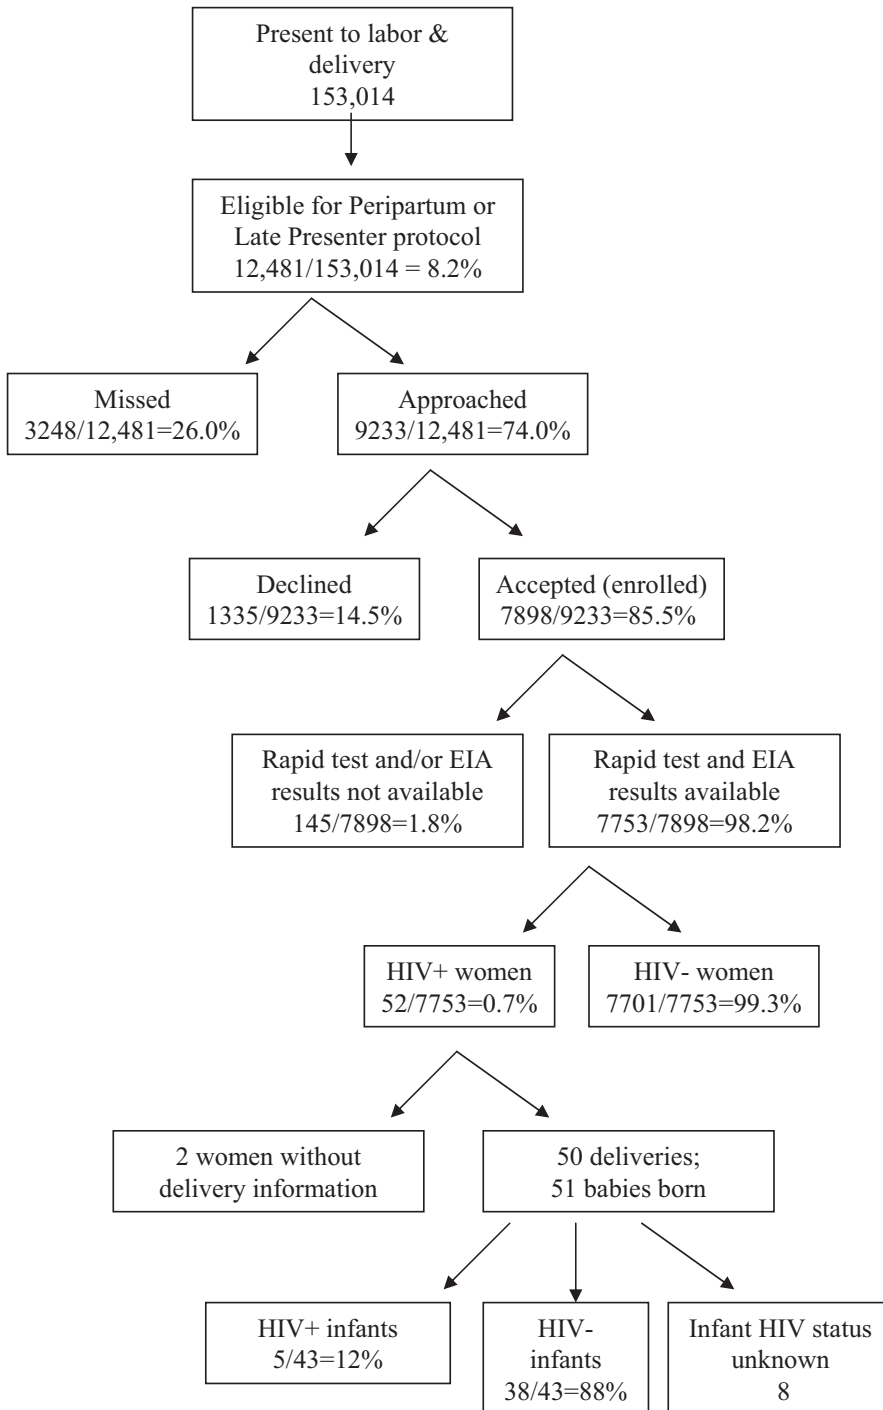 Present to labor &
delivery
153,014
Eligible for Peripartum or
Late Presenter protocol
12,481/153,014 = 8.2%
Missed
3248/12,481=26.0%
Approached
9233/12,481=74.0%
Declined
1335/9233=14.5%
Accepted (enrolled)
7898/9233=85.5%
Rapid test and/or EIA
results not available
145/7898=1.8%
Rapid test and EIA
results available
7753/7898=98.2%
HIV+ women
52/7753=0.7%
HIV- women
7701/7753=99.3%
2 women without
delivery information
50 deliveries;
51 babies born
HIV+ infants
5/43=12%
HIV-
infants
38/43=88%
Infant HIV status
unknown
8